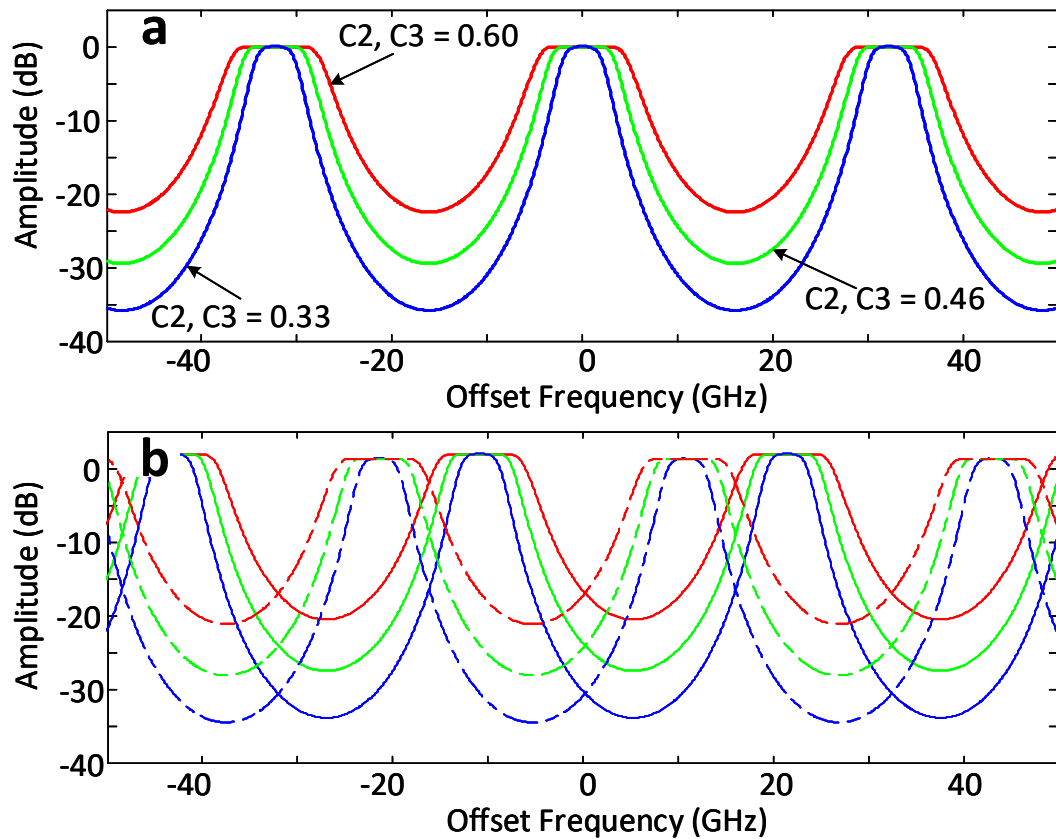 a
C2, C3 = 0.60
Amplitude (dB)
0
-10
-20
-30
-40
C2, C3 = 0.33
C2, C3 = 0.46
-40 -20 0 20 40
Offset Frequency (GHz)
b
Amplitude (dB)
0
-10
-20
-30
-40
-40 -20 0 20 40
Offset Frequency (GHz)